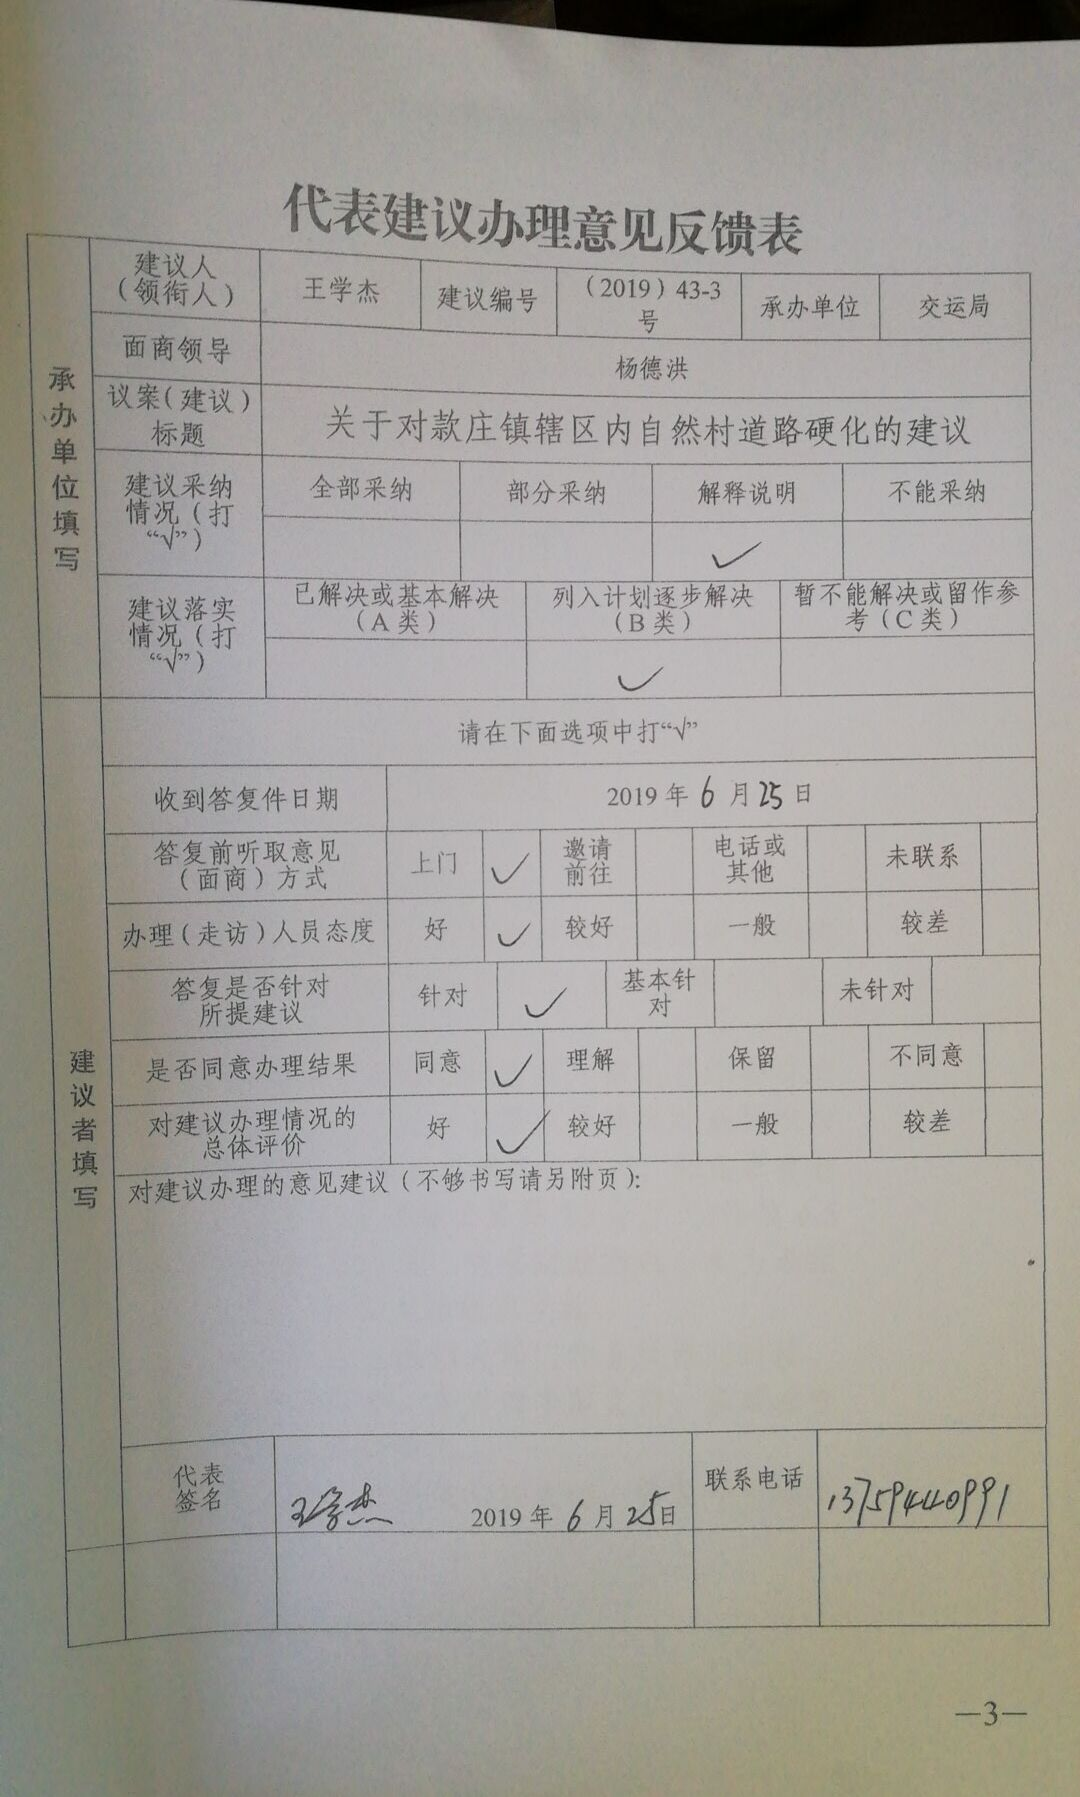 代表建议办理意见反馈表
承办单位填写
建议人
（领衔人）
王学杰
建议编号
（2019）43-3
号
承办单位
交运局
面商领导
杨德洪
议案（建议）
标题
关于对款庄镇辖区内自然村道路硬化的建议
建议采纳
情况（打
“√”）
全部采纳
部分采纳
解释说明
不能采纳
✓
建议落实
情况（打
“√”）
已解决或基本解决
（A类）
列入计划逐步解决
（B类）
暂不能解决或留作参
考（C类）
✓
建议者填写
请在下面选项中打“√”
收到答复件日期
2019年6月25日
答复前听取意见
（面商）方式
上门
✓
邀请
前往
电话或
其他
未联系
办理（走访）人员态度
好
✓
较好
一般
较差
答复是否针对
所提建议
针对
✓
基本针
对
未针对
是否同意办理结果
同意
✓
理解
保留
不同意
对建议办理情况的
总体评价
好
✓
较好
一般
较差
对建议办理的意见建议（不够书写请另附页）：
代表
签名
王学杰
2019年6月25日
联系电话
13759440991
—3—